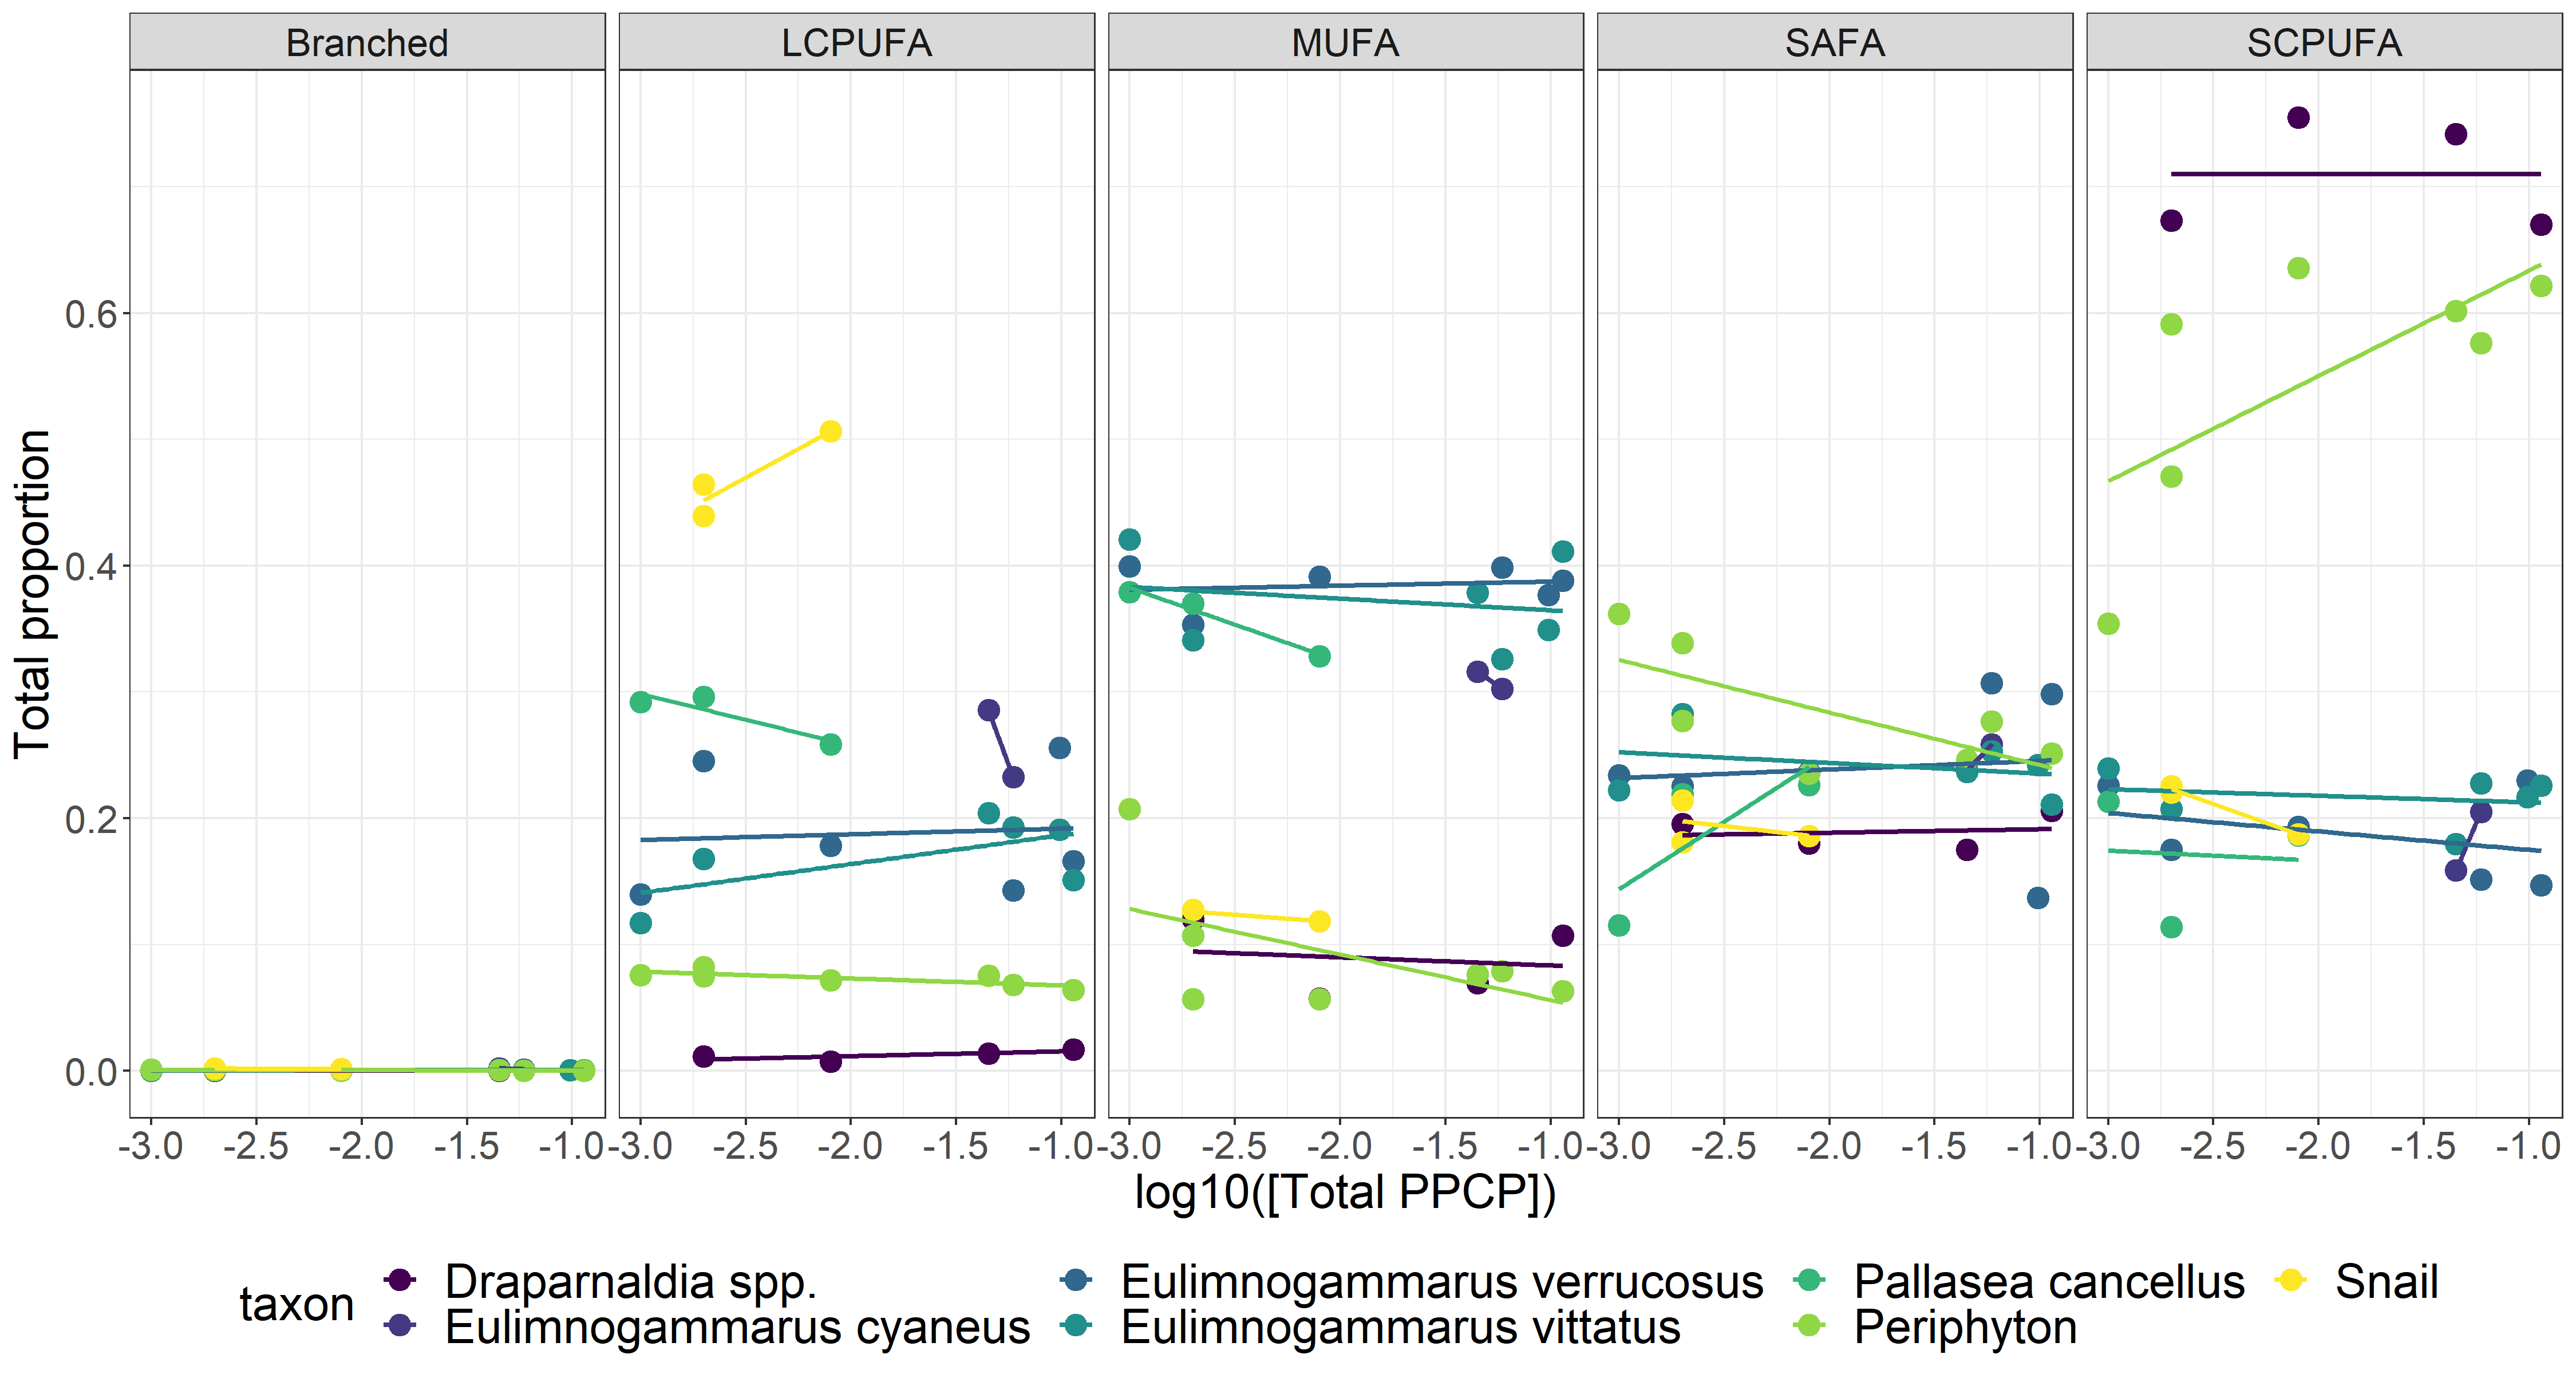 Branched LCPUFA MUFA SAFA SCPUFA
Total proportion
0.6
0.4
0.2
0.0
-3.0 -2.5 -2.0 -1.5 -1.0 -3.0 -2.5 -2.0 -1.5 -1.0 -3.0 -2.5 -2.0 -1.5 -1.0 -3.0 -2.5 -2.0 -1.5 -1.0 -3.0 -2.5 -2.0 -1.5 -1.0
log10([Total PPCP])
taxon
Draparnaldia spp. Eulimnogammarus verrucosus Pallasea cancellus Snail
Eulimnogammarus cyaneus Eulimnogammarus vittatus Periphyton